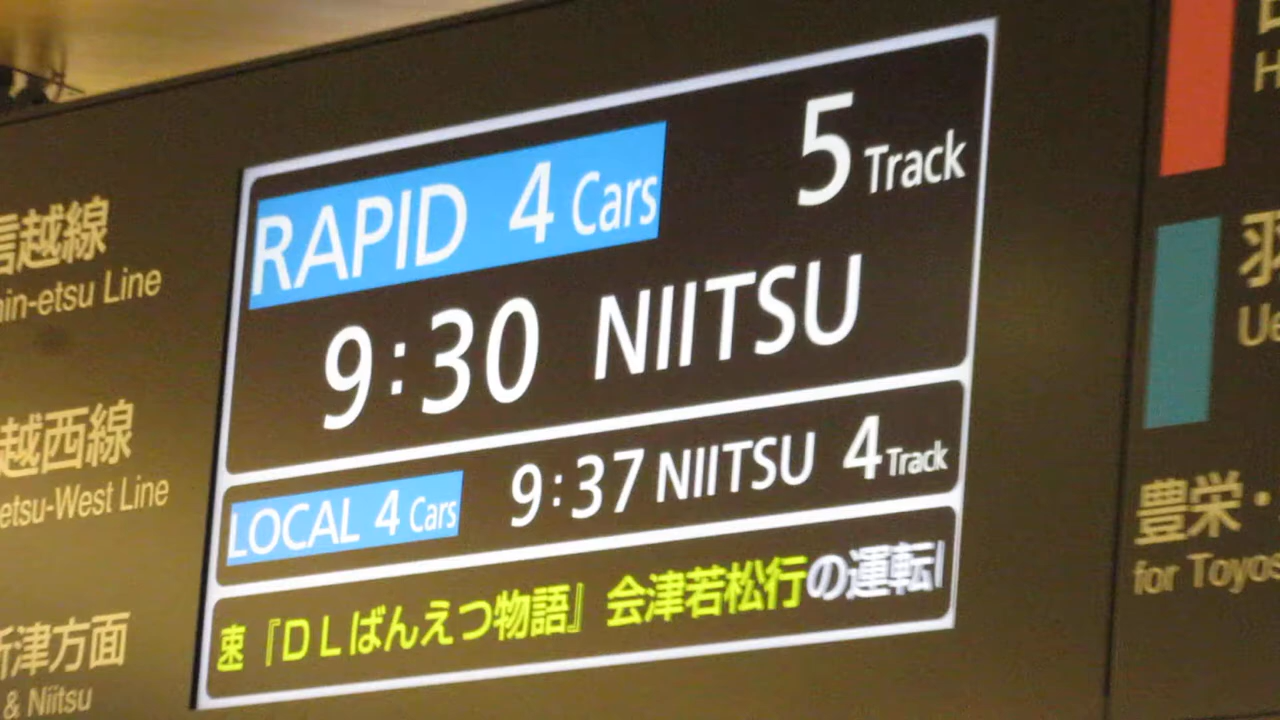 信越線
in-etsu Line
越西線
etsu-West Line
津方面
& Niitsu
RAPID 4 Cars 5 Track
9:30 NIITSU
LOCAL 4 Cars 9:37 NIITSU 4 Track
速『DLばんえつ物語』会津若松行の運転
豊栄・
for Toyos